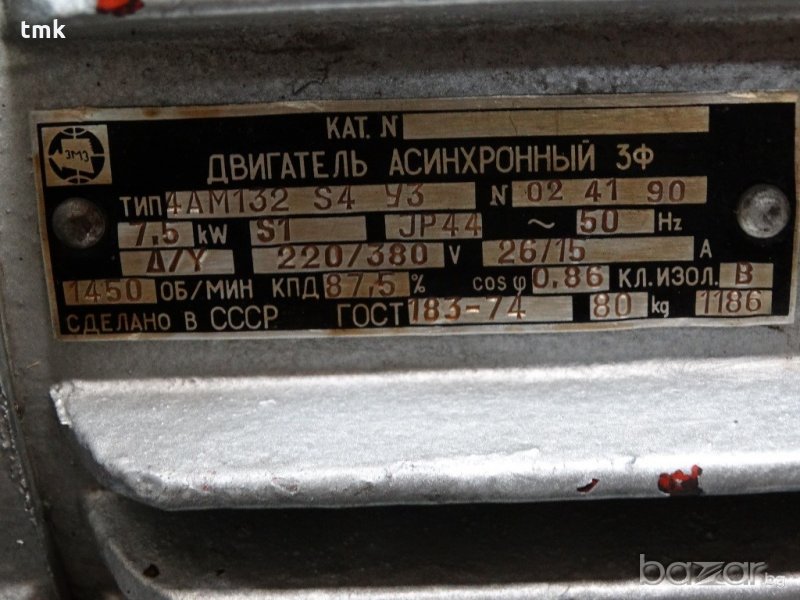 tmk
КАТ. N
ЗМЗ
ДВИГАТЕЛЬ АСИНХРОННЫЙ 3Ф
ТИП 4АМ132 S4 У3 N 02 41 90
7,5 kW S1 JP44 ~ 50 Hz
Δ/Y 220/380 V 26/15 A
1450 ОБ/МИН КПД 87,5 % cos φ 0,86 КЛ.ИЗОЛ. В
СДЕЛАНО В СССР ГОСТ 183-74 80 kg 1186
bazar.bg